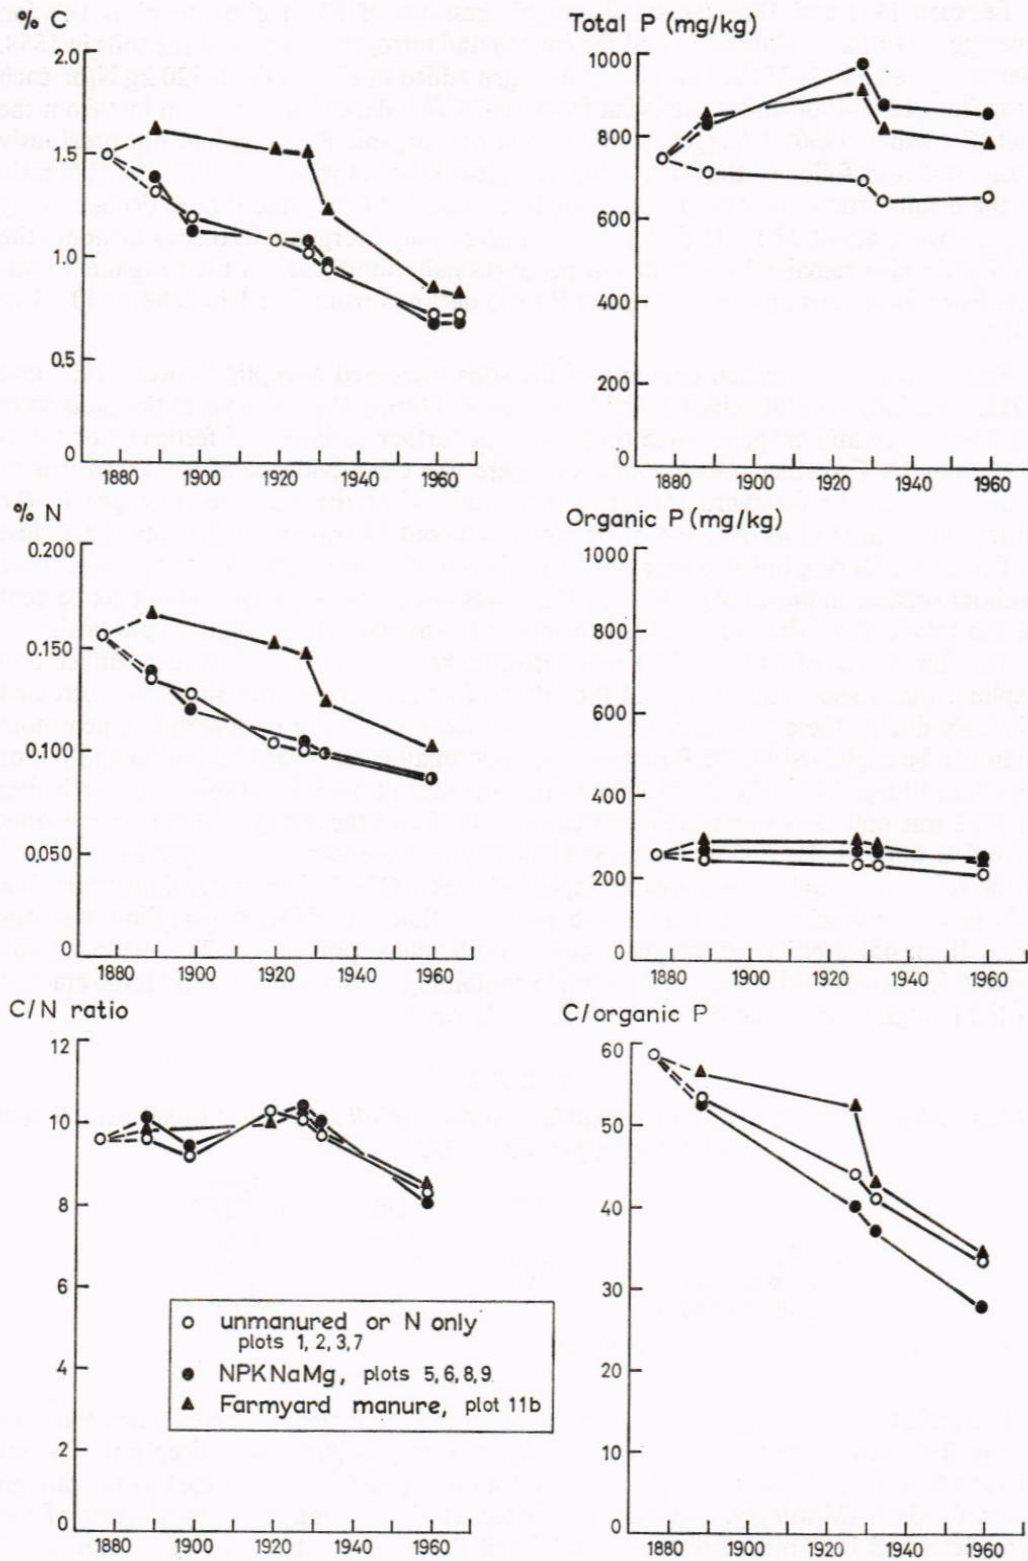 % C
2.0
1.5
1.0
0.5
0
1880 1900 1920 1940 1960
Total P (mg/kg)
1000
800
600
400
200
0
1880 1900 1920 1940 1960
% N
0.200
0.150
0.100
0.050
0
1880 1900 1920 1940 1960
Organic P (mg/kg)
1000
800
600
400
200
0
1880 1900 1920 1940 1960
C/N ratio
12
10
8
6
4
2
0
1880 1900 1920 1940 1960
unmanured or N only
plots 1, 2, 3,7
NPKNaMg, plots 5,6,8,9.
Farmyard manure, plot 11b
C/organic P
60
50
40
30
20
10
0
1880 1900 1920 1940 1960